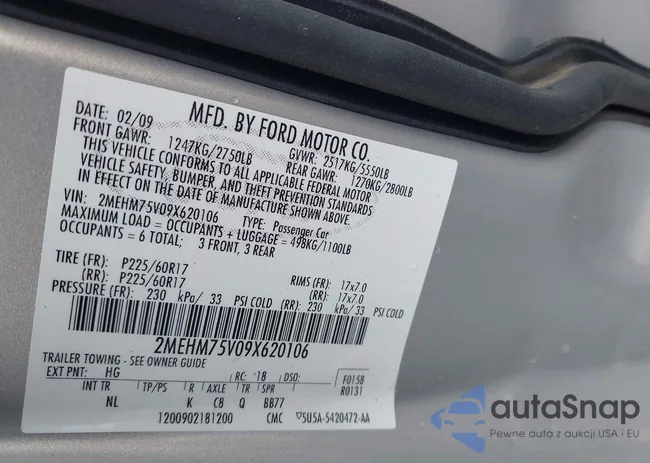 MFD. BY FORD MOTOR CO.
DATE: 02/09 GVWR: 2517KG/5550LB
FRONT GAWR: 1247KG/2750LB REAR GAWR: 1270KG/2800LB
THIS VEHICLE CONFORMS TO ALL APPLICABLE FEDERAL MOTOR
VEHICLE SAFETY, BUMPER, AND THEFT PREVENTION STANDARDS
IN EFFECT ON THE DATE OF MANUFACTURE SHOWN ABOVE.
VIN: 2MEHM75V09X620106 TYPE: Passenger Car
MAXIMUM LOAD = OCCUPANTS + LUGGAGE = 498KG/1100LB
OCCUPANTS = 6 TOTAL; 3 FRONT, 3 REAR
TIRE (FR): P225/60R17 RIMS (FR): 17x7.0
(RR): P225/60R17 (RR): 17x7.0
PRESSURE (FR): 230 kPa/ 33 PSI COLD (RR): 230 kPa/ 33 PSI COLD
2MEHM75V09X620106
TRAILER TOWING - SEE OWNER GUIDE
EXT PNT: HG RC: 18 DSO: F0158
R0131
INT TR TP/PS R AXLE TR SPR
NL K C8 Q BB77
1200902181200 CMC 5U5A-5420472-AA
autaSnap
Pewne auta z aukcji USA i EU